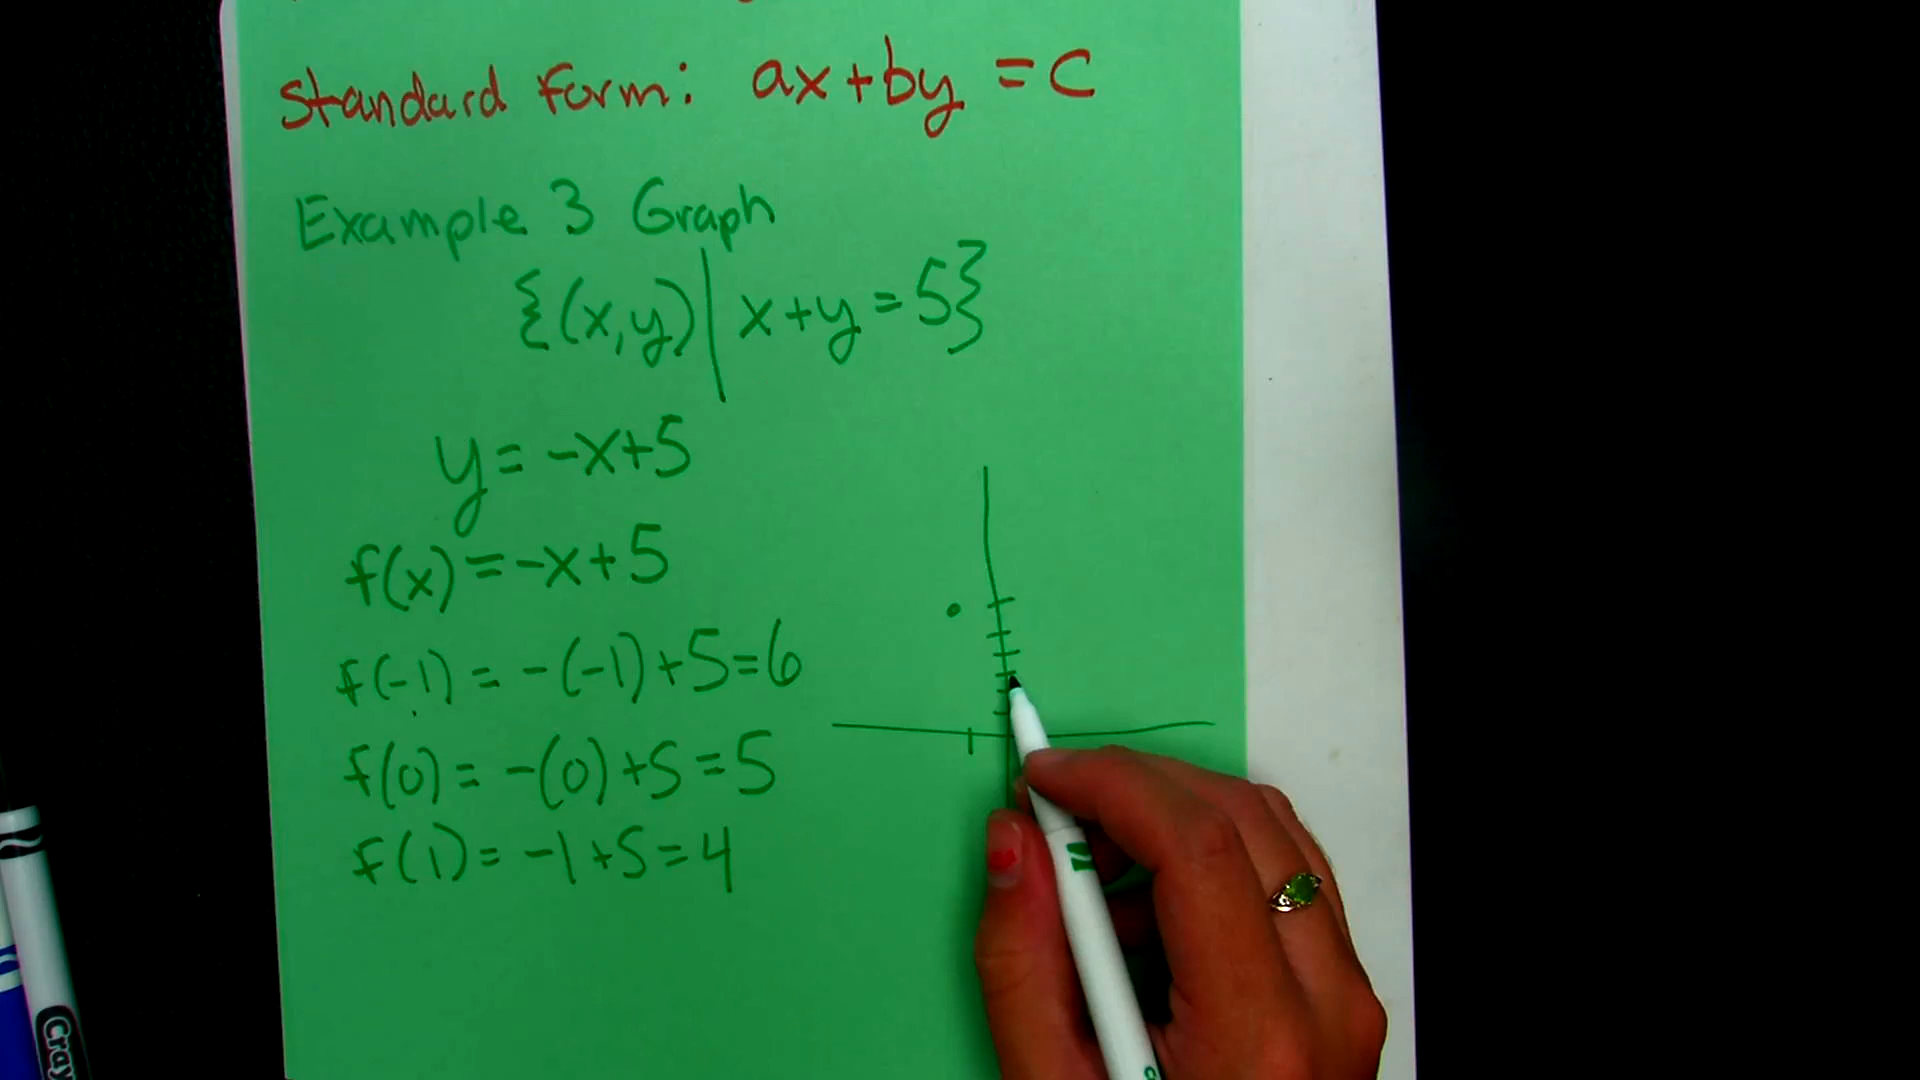 Standard Form: ax+by = C
Example 3 Graph
{(x,y)| x+y=5}
y = -x+5
f(x) = -x+5
f(-1) = -(-1)+5=6
f(0) = -(0)+5=5
f(1) = -1+5=4
Cray